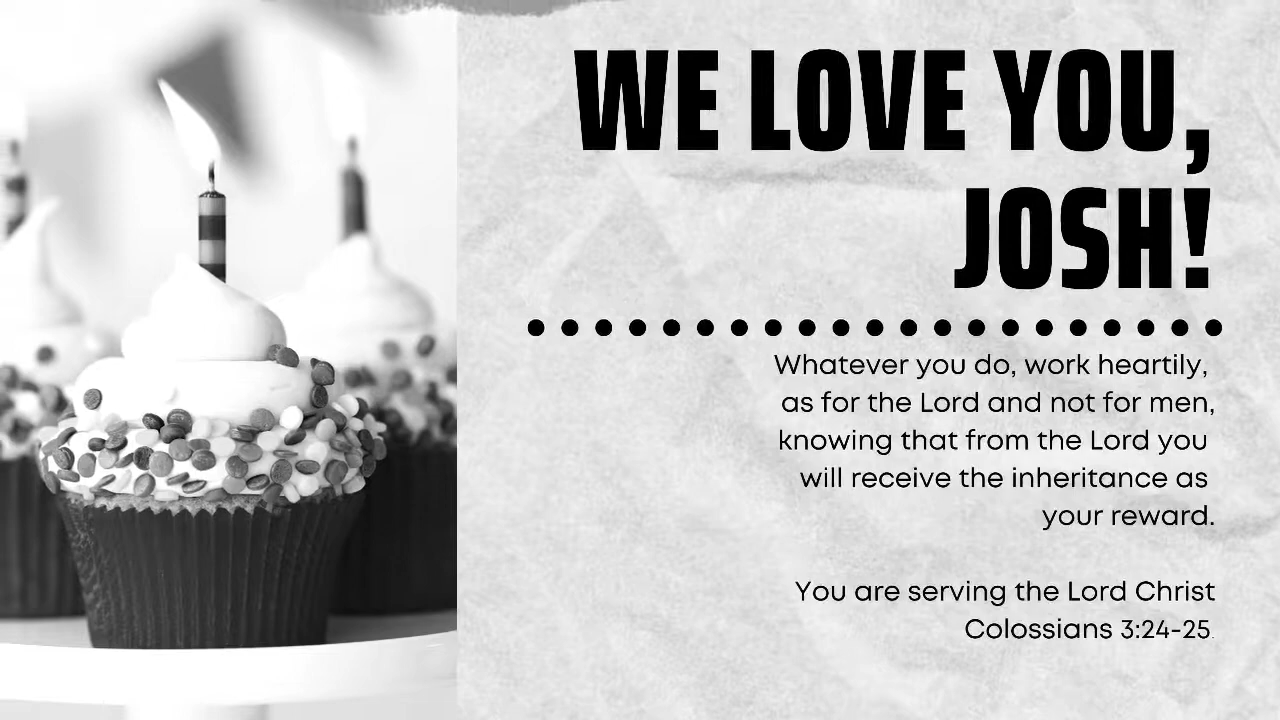 WE LOVE YOU,
JOSH!
Whatever you do, work heartily,
as for the Lord and not for men,
knowing that from the Lord you
will receive the inheritance as
your reward.
You are serving the Lord Christ
Colossians 3:24-25.